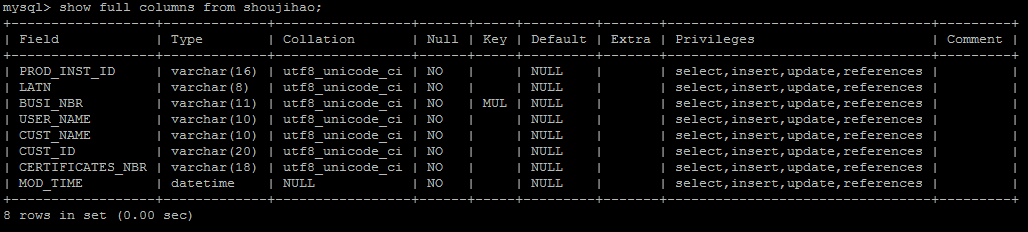 mysql> show full columns from shoujihao;
+------------------+-------------+-----------------+------+-----+---------+-------+---------------------------------+---------+
| Field            | Type        | Collation       | Null | Key | Default | Extra | Privileges                      | Comment |
+------------------+-------------+-----------------+------+-----+---------+-------+---------------------------------+---------+
| PROD_INST_ID     | varchar(16) | utf8_unicode_ci | NO   |     | NULL    |       | select,insert,update,references |         |
| LATN             | varchar(8)  | utf8_unicode_ci | NO   |     | NULL    |       | select,insert,update,references |         |
| BUSI_NBR         | varchar(11) | utf8_unicode_ci | NO   | MUL | NULL    |       | select,insert,update,references |         |
| USER_NAME        | varchar(10) | utf8_unicode_ci | NO   |     | NULL    |       | select,insert,update,references |         |
| CUST_NAME        | varchar(10) | utf8_unicode_ci | NO   |     | NULL    |       | select,insert,update,references |         |
| CUST_ID          | varchar(20) | utf8_unicode_ci | NO   |     | NULL    |       | select,insert,update,references |         |
| CERTIFICATES_NBR | varchar(18) | utf8_unicode_ci | NO   |     | NULL    |       | select,insert,update,references |         |
| MOD_TIME         | datetime    | NULL            | NO   |     | NULL    |       | select,insert,update,references |         |
+------------------+-------------+-----------------+------+-----+---------+-------+---------------------------------+---------+
8 rows in set (0.00 sec)